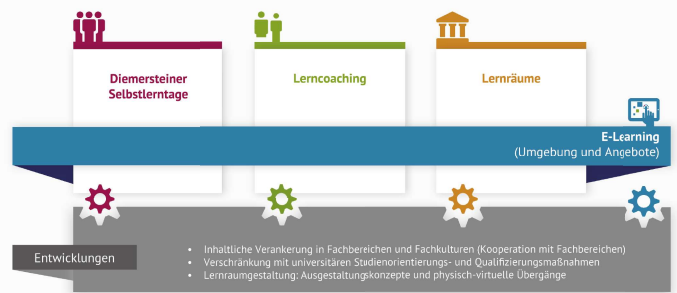 Diemersteiner
Selbstlerntage
Lerncoaching
Lernräume
E-Learning
(Umgebung und Angebote)
Entwicklungen
• Inhaltliche Verankerung in Fachbereichen und Fachkulturen (Kooperation mit Fachbereichen)
• Verschränkung mit universitären Studienorientierungs- und Qualifizierungsmaßnahmen
• Lernraumgestaltung: Ausgestaltungskonzepte und physisch-virtuelle Übergänge